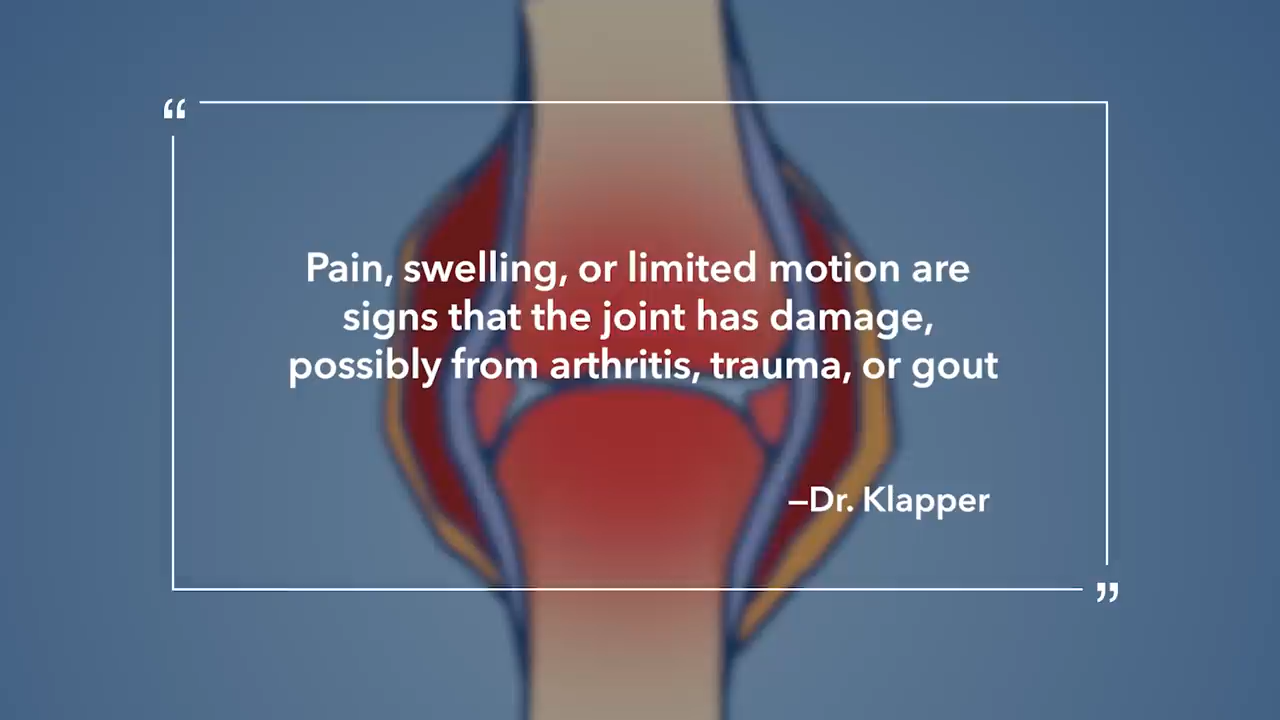 “
Pain, swelling, or limited motion are
signs that the joint has damage,
possibly from arthritis, trauma, or gout
–Dr. Klapper
”